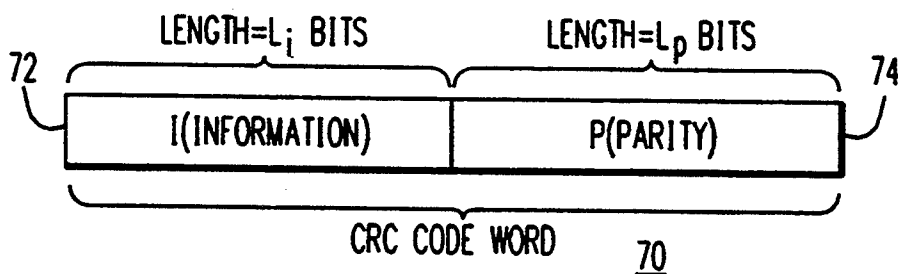 LENGTH=Li BITS
LENGTH=Lp BITS
72
74
I(INFORMATION)
P(PARITY)
CRC CODE WORD
70